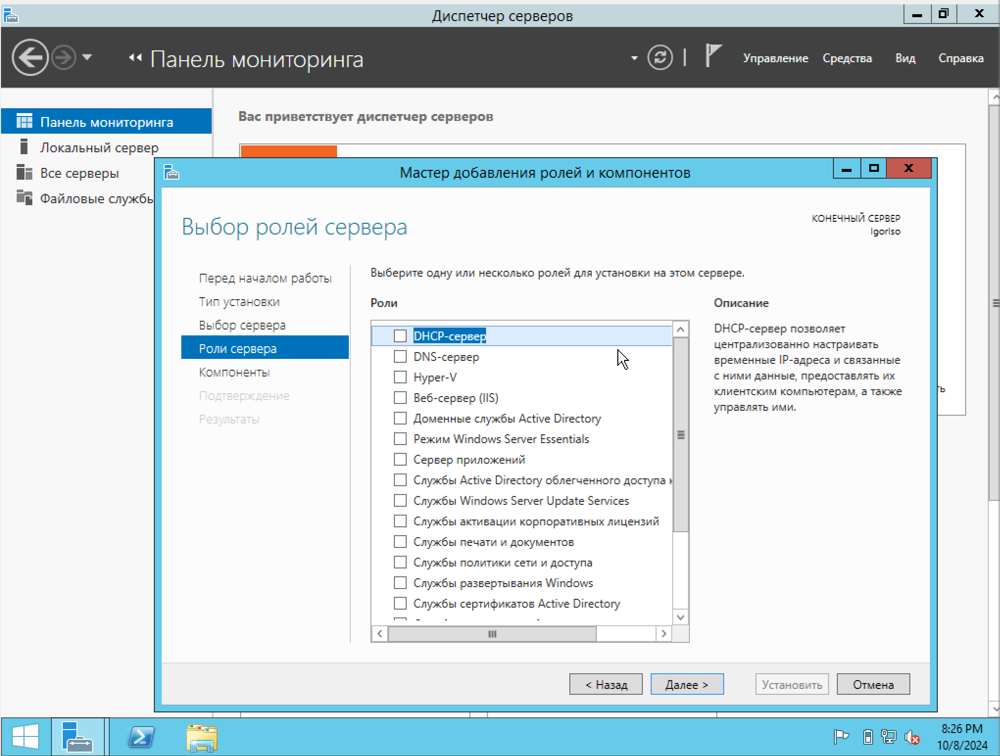 Диспетчер серверов
Панель мониторинга
Управление Средства Вид Справка
Панель мониторинга
Локальный сервер
Все серверы
Файловые службы
Вас приветствует диспетчер серверов
Мастер добавления ролей и компонентов
Выбор ролей сервера
КОНЕЧНЫЙ СЕРВЕР
IgorIso
Перед началом работы
Тип установки
Выбор сервера
Роли сервера
Компоненты
Подтверждение
Результаты
Выберите одну или несколько ролей для установки на этом сервере.
Роли
DHCP-сервер
DNS-сервер
Hyper-V
Веб-сервер (IIS)
Доменные службы Active Directory
Режим Windows Server Essentials
Сервер приложений
Службы Active Directory облегченного доступа к
Службы Windows Server Update Services
Службы активации корпоративных лицензий
Службы печати и документов
Службы политики сети и доступа
Службы развертывания Windows
Службы сертификатов Active Directory
Описание
DHCP-сервер позволяет
централизованно настраивать
временные IP-адреса и связанные
с ними данные, предоставлять их
клиентским компьютерам, а также
управлять ими.
ть
< Назад
Далее >
Установить
Отмена
8:26 PM
10/8/2024